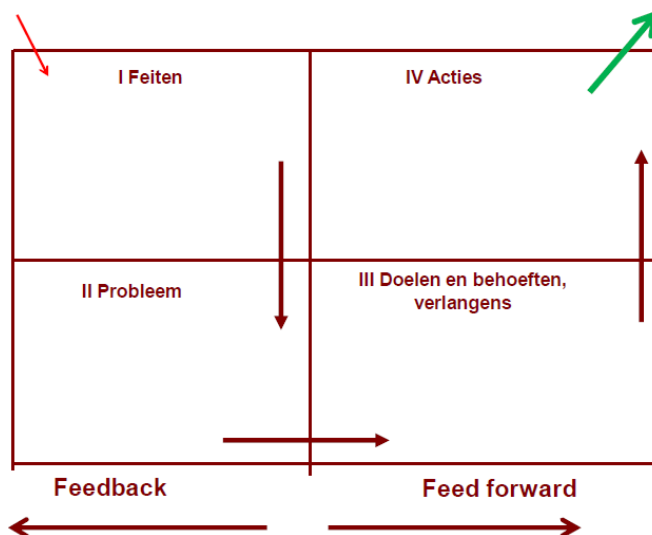 I Feiten
IV Acties
II Probleem
III Doelen en behoeften,
verlangens
Feedback
Feed forward